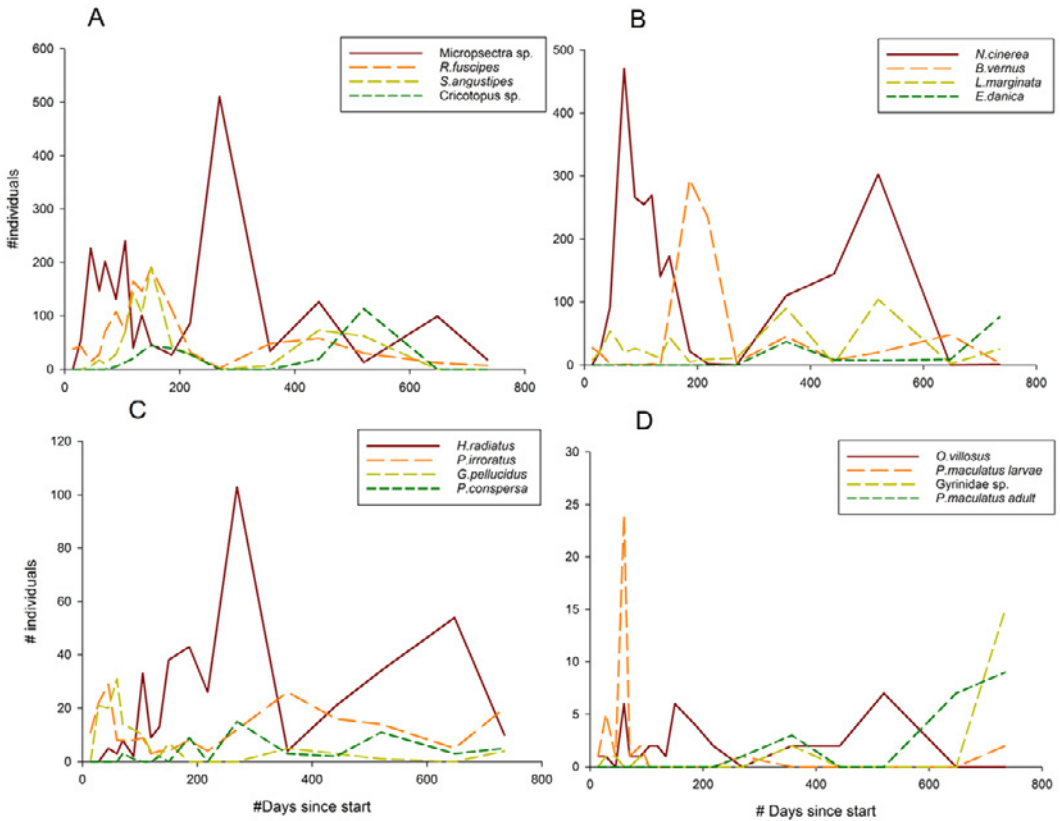 A
B
600
500
400
300
200
100
0
#individuals
Micropsectra sp.
R.fuscipes
S.angustipes
Cricotopus sp.
0
200
400
600
800
500
400
300
200
100
0
N.cinerea
B.vernus
L.marginata
E.danica
0
200
400
600
800
C
D
120
100
80
60
40
20
0
# individuals
H.radiatus
P.irroratus
G.pellucidus
P.conspersa
0
200
400
600
800
#Days since start
30
25
20
15
10
5
0
O.villosus
P.maculatus larvae
Gyrinidae sp.
P.maculatus adult
0
200
400
600
800
# Days since start